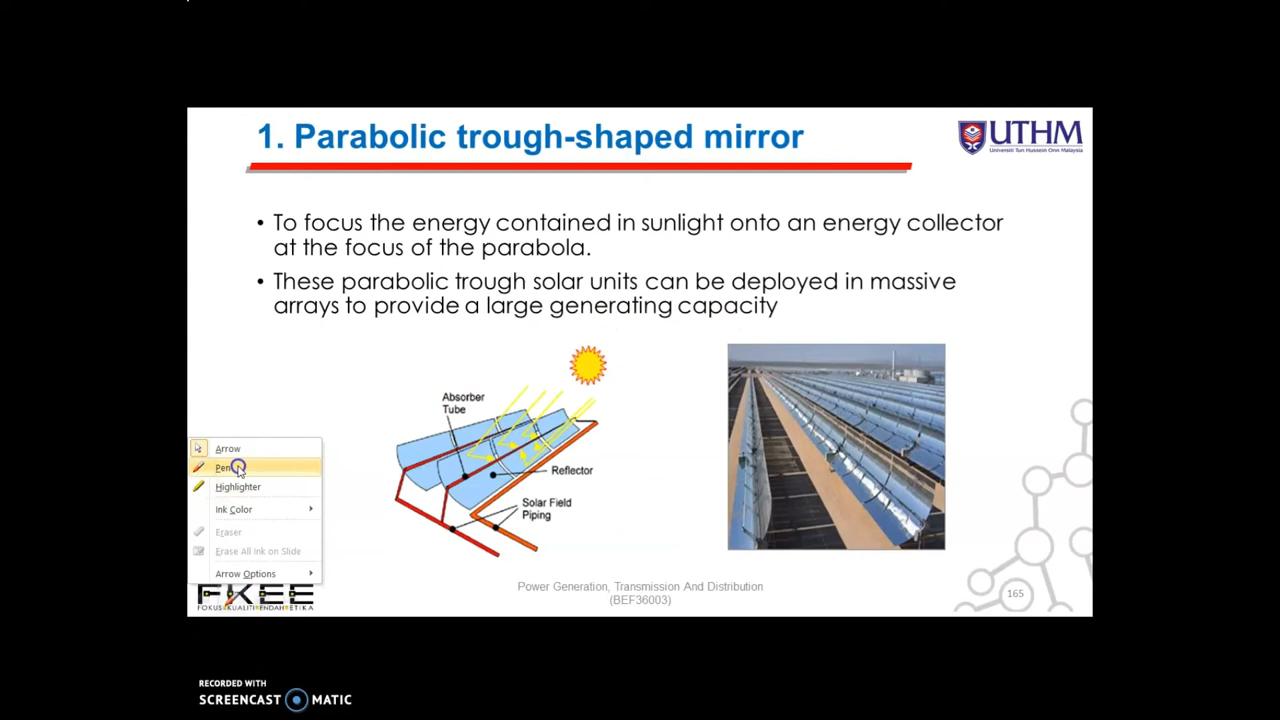 1. Parabolic trough-shaped mirror
UTHM
Universiti Tun Hussein Onn Malaysia
• To focus the energy contained in sunlight onto an energy collector
at the focus of the parabola.
• These parabolic trough solar units can be deployed in massive
arrays to provide a large generating capacity
Absorber
Tube
Reflector
Solar Field
Piping
Arrow
Pen
Highlighter
Ink Color
Eraser
Erase All Ink on Slide
Arrow Options
FKEE
FOKUS KUALITI ENDAH ETIKA
Power Generation, Transmission And Distribution
(BEF36003)
165
RECORDED WITH
SCREENCAST MATIC